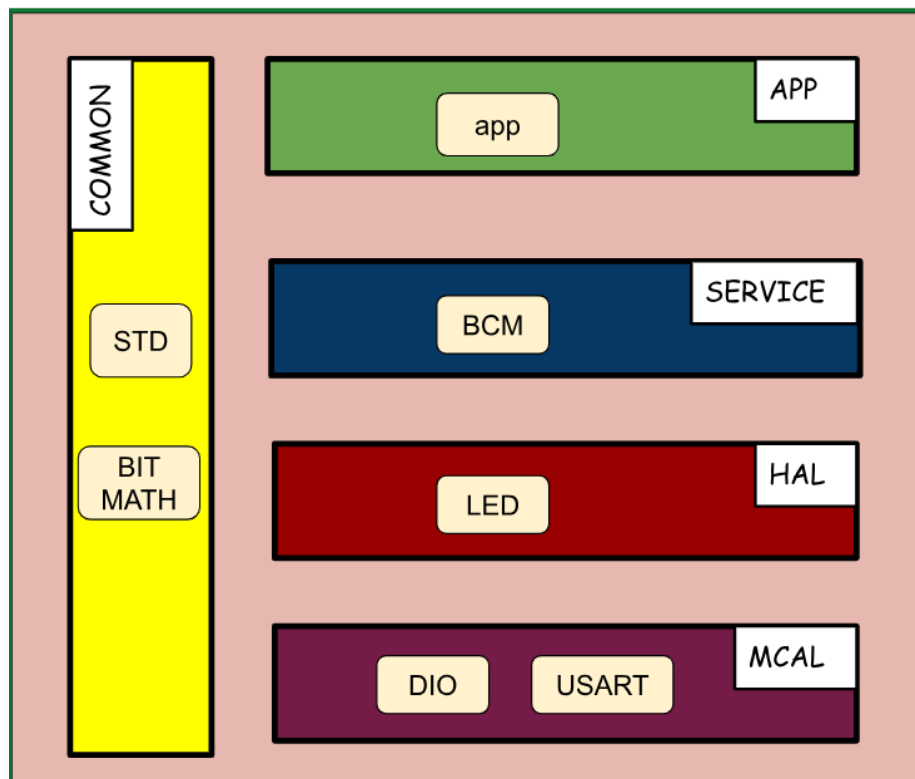 COMMON
STD
BIT
MATH
APP
app
SERVICE
BCM
HAL
LED
MCAL
DIO
USART